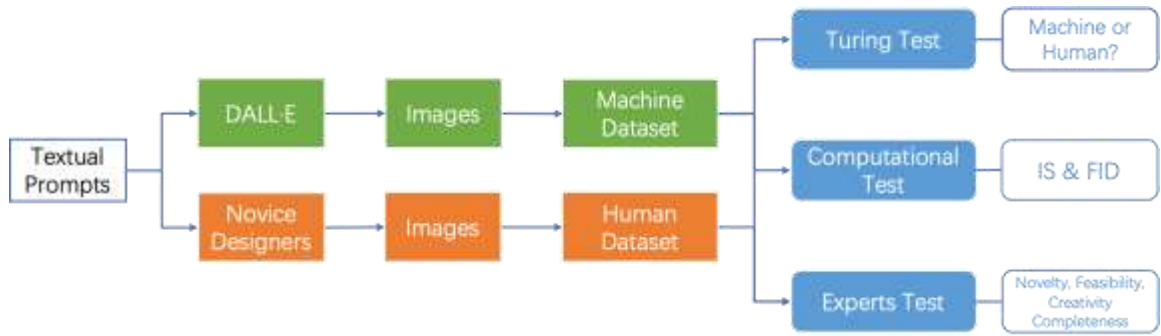 Textual
Prompts
DALL·E
Images
Machine
Dataset
Novice
Designers
Images
Human
Dataset
Turing Test
Machine or
Human?
Computational
Test
IS & FID
Experts Test
Novelty, Feasibility,
Creativity
Completeness